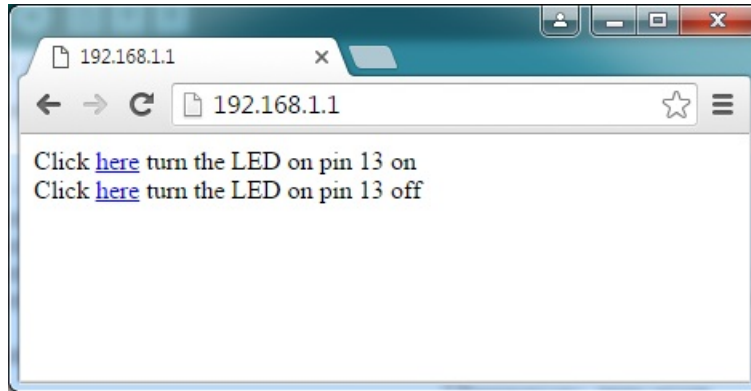 192.168.1.1
192.168.1.1
Click here turn the LED on pin 13 on
Click here turn the LED on pin 13 off